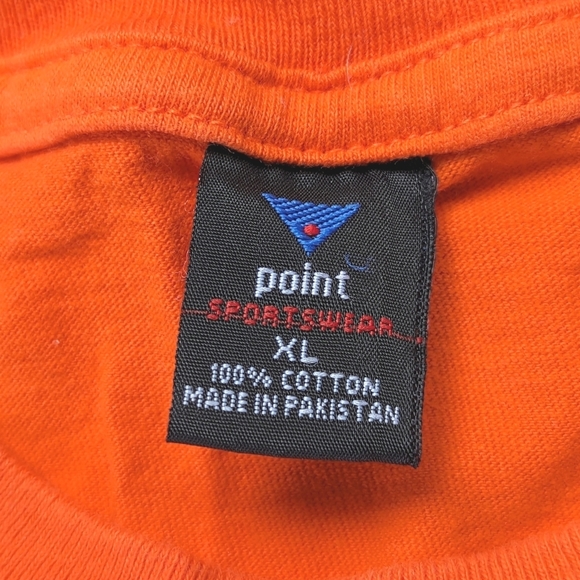 point
SPORTSWEAR
XL
100% COTTON
MADE IN PAKISTAN